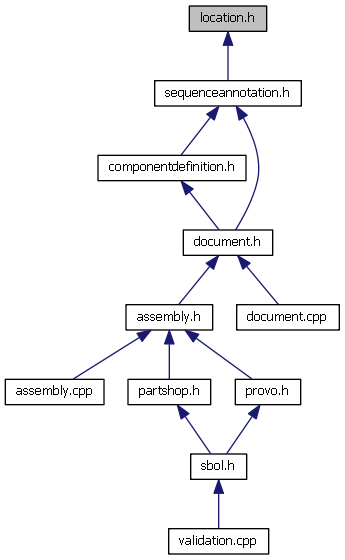 location.h
sequenceannotation.h
componentdefinition.h
document.h
assembly.h
document.cpp
assembly.cpp
partshop.h
provo.h
sbol.h
validation.cpp